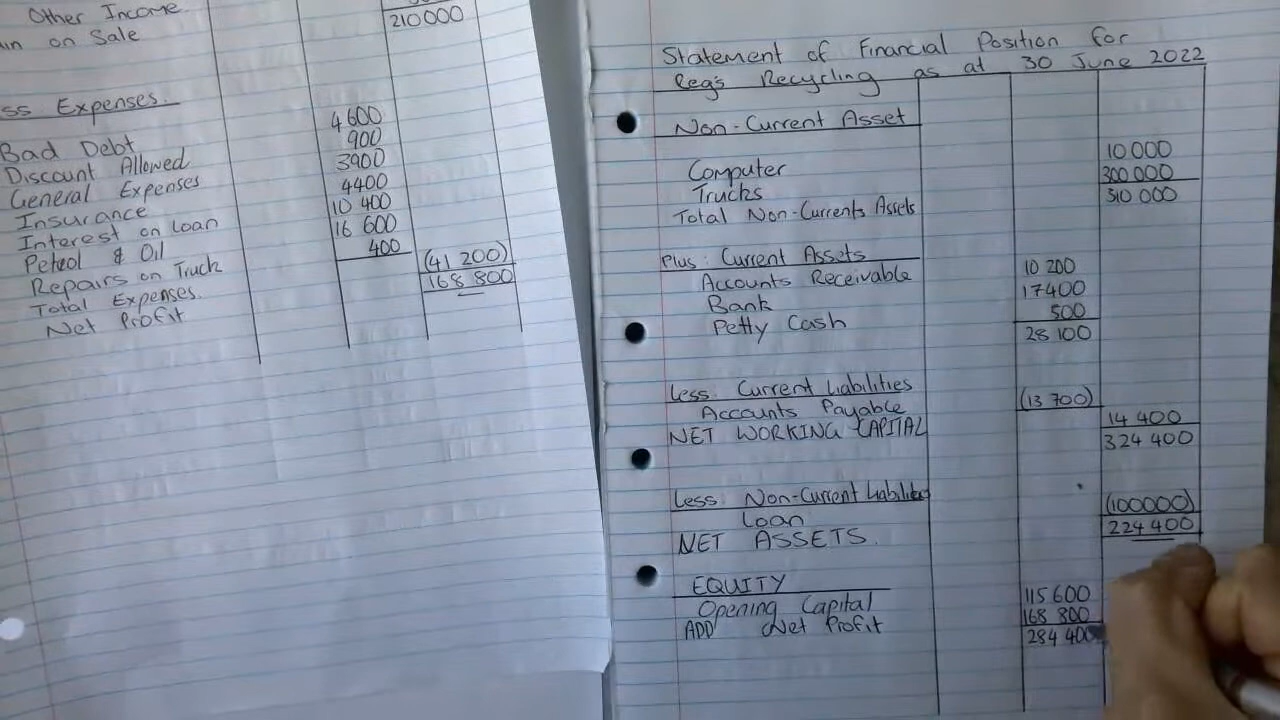 Other Income
on Sale
210 000
Expenses.
Bad Debt 4 600
Discount Allowed 900
General Expenses 3900
Insurance 4400
Interest on Loan 10 400
Petrol & Oil 16 600
Repairs on Truck 400
Total Expenses. (41 200)
Net Profit 168 800
Statement of Financial Position for
Reg's Recycling as at 30 June 2022
Non-Current Asset
Computer 10 000
Trucks 300 000
Total Non-Currents Assets 310 000
Plus: Current Assets
Accounts Receivable 10 200
Bank 17400
Petty Cash 500
28 100
Less: Current Liabilities
Accounts Payable (13 700)
NET WORKING CAPITAL 14 400
324 400
Less: Non-Current Liabilities
Loan (100000)
NET ASSETS. 224 400
EQUITY
Opening Capital 115 600
ADD Net Profit 168 800
284 400